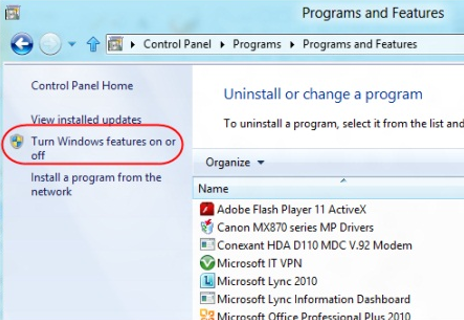 Programs and Features
Control Panel Programs Programs and Features
Control Panel Home
View installed updates
Turn Windows features on or
off
Install a program from the
network
Uninstall or change a program
To uninstall a program, select it from the list and
Organize
Name
Adobe Flash Player 11 ActiveX
Canon MX870 series MP Drivers
Conexant HDA D110 MDC V.92 Modem
Microsoft IT VPN
Microsoft Lync 2010
Microsoft Lync Information Dashboard
Microsoft Office Professional Plus 2010